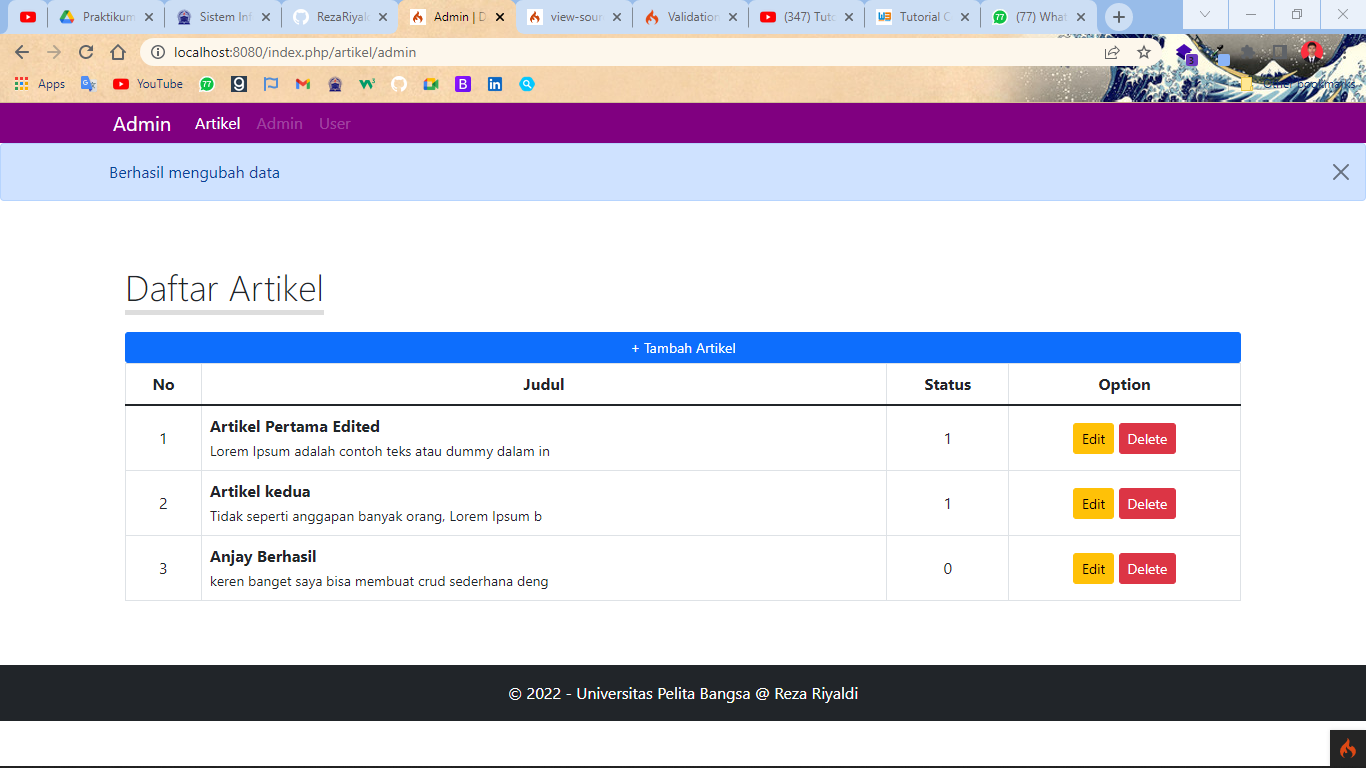 Praktikum
Sistem Inf
RezaRiyal
Admin | D
view-sour
Validation
(347) Tuto
Tutorial C
(77) What
localhost:8080/index.php/artikel/admin
3
Apps
YouTube
77
Other bookmarks
Admin Artikel Admin User
Berhasil mengubah data
Daftar Artikel
+ Tambah Artikel
No Judul Status Option
1 Artikel Pertama Edited 1 Edit Delete
Lorem Ipsum adalah contoh teks atau dummy dalam in
2 Artikel kedua 1 Edit Delete
Tidak seperti anggapan banyak orang, Lorem Ipsum b
3 Anjay Berhasil 0 Edit Delete
keren banget saya bisa membuat crud sederhana deng
© 2022 - Universitas Pelita Bangsa @ Reza Riyaldi